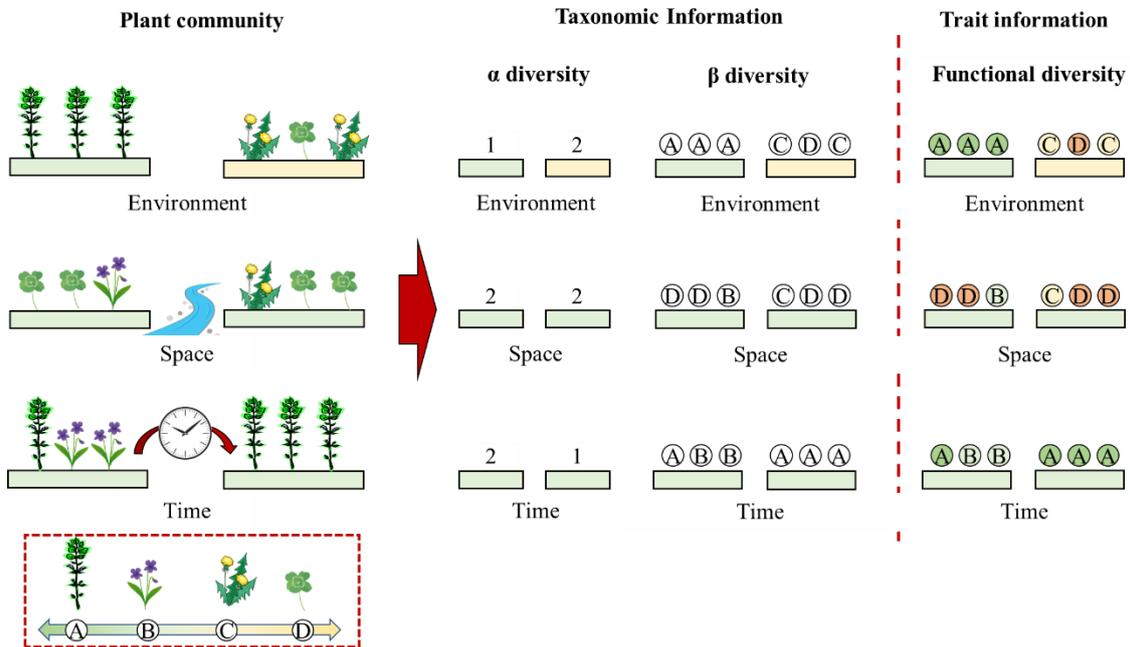 Plant community
Taxonomic Information
Trait information
α diversity
β diversity
Functional diversity
1
2
A A A
C D C
A A A
C D C
Environment
Environment
Environment
Environment
2
2
D D B
C D D
D D B
C D D
Space
Space
Space
Space
2
1
A B B
A A A
A B B
A A A
Time
Time
Time
Time
A
B
C
D